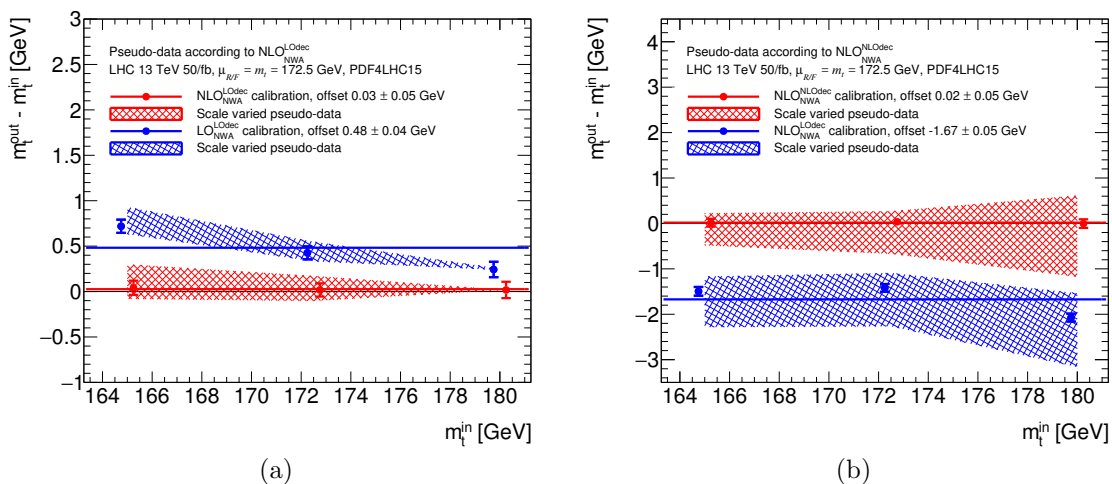 Pseudo-data according to NLO^LOdec_NWA
LHC 13 TeV 50/fb, μ_R/F = m_t = 172.5 GeV, PDF4LHC15
NLO^LOdec_NWA calibration, offset 0.03 ± 0.05 GeV
Scale varied pseudo-data
LO^LOdec_NWA calibration, offset 0.48 ± 0.04 GeV
Scale varied pseudo-data
m_t^out - m_t^in [GeV]
3
2.5
2
1.5
1
0.5
0
−0.5
−1
164 166 168 170 172 174 176 178 180
m_t^in [GeV]
(a)
Pseudo-data according to NLO^NLOdec_NWA
LHC 13 TeV 50/fb, μ_R/F = m_t = 172.5 GeV, PDF4LHC15
NLO^NLOdec_NWA calibration, offset 0.02 ± 0.05 GeV
Scale varied pseudo-data
NLO^LOdec_NWA calibration, offset -1.67 ± 0.05 GeV
Scale varied pseudo-data
m_t^out - m_t^in [GeV]
4
3
2
1
0
−1
−2
−3
164 166 168 170 172 174 176 178 180
m_t^in [GeV]
(b)